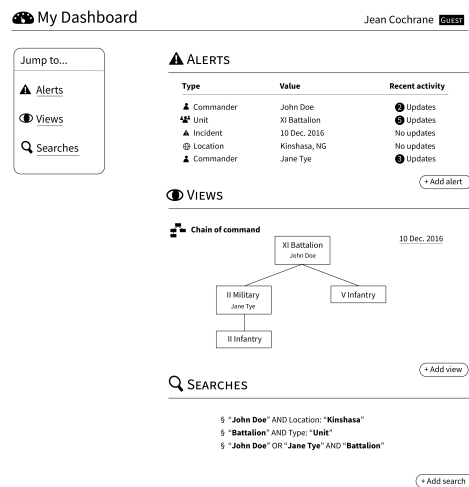 My Dashboard
Jean Cochrane GUEST
Jump to...
Alerts
Views
Searches
ALERTS
Type Value Recent activity
Commander John Doe 2 Updates
Unit XI Battalion 5 Updates
Incident 10 Dec. 2016 No updates
Location Kinshasa, NG No updates
Commander Jane Tye 3 Updates
+ Add alert
VIEWS
Chain of command
10 Dec. 2016
XI Battalion
John Doe
II Military
Jane Tye
V Infantry
II Infantry
+ Add view
SEARCHES
§ “John Doe” AND Location: “Kinshasa”
§ “Battalion” AND Type: “Unit”
§ “John Doe” OR “Jane Tye” AND “Battalion”
+ Add search